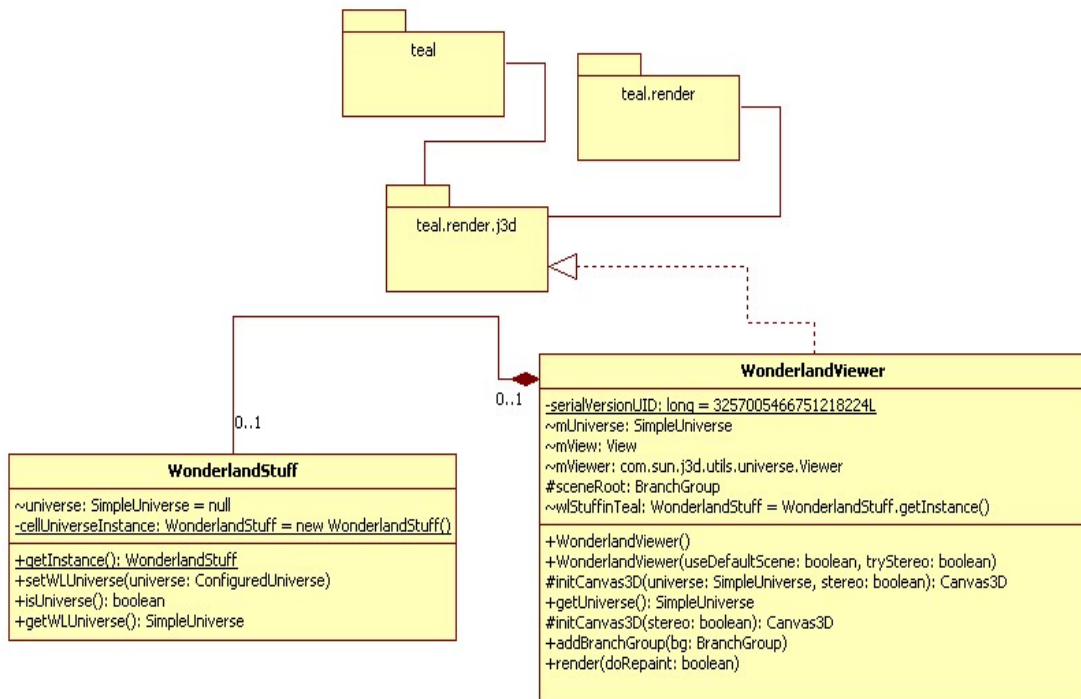 teal
teal.render
teal.render.j3d
0..1
0..1
WonderlandStuff
~universe: SimpleUniverse = null
-cellUniverseInstance: WonderlandStuff = new WonderlandStuff()
+getInstance(): WonderlandStuff
+setWLUniverse(universe: ConfiguredUniverse)
+isUniverse(): boolean
+getWLUniverse(): SimpleUniverse
WonderlandViewer
-serialVersionUID: long = 3257005466751218224L
~mUniverse: SimpleUniverse
~mView: View
~mViewer: com.sun.j3d.utils.universe.Viewer
#sceneRoot: BranchGroup
~wlStuffinTeal: WonderlandStuff = WonderlandStuff.getInstance()
+WonderlandViewer()
+WonderlandViewer(useDefaultScene: boolean, tryStereo: boolean)
#initCanvas3D(universe: SimpleUniverse, stereo: boolean): Canvas3D
+getUniverse(): SimpleUniverse
#initCanvas3D(stereo: boolean): Canvas3D
+addBranchGroup(bg: BranchGroup)
+render(doRepaint: boolean)